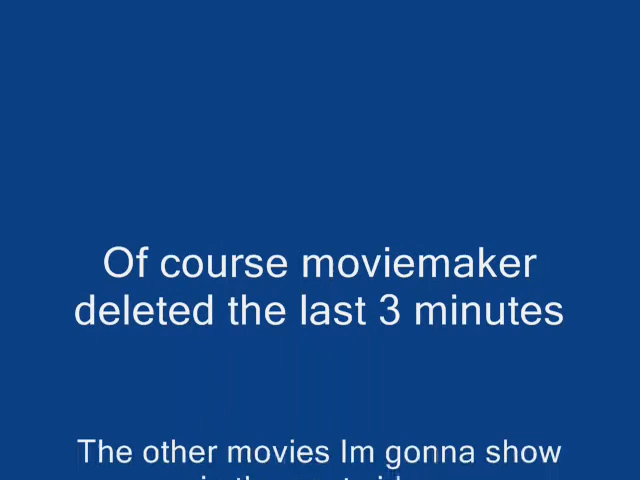 Of course moviemaker
deleted the last 3 minutes
The other movies Im gonna show